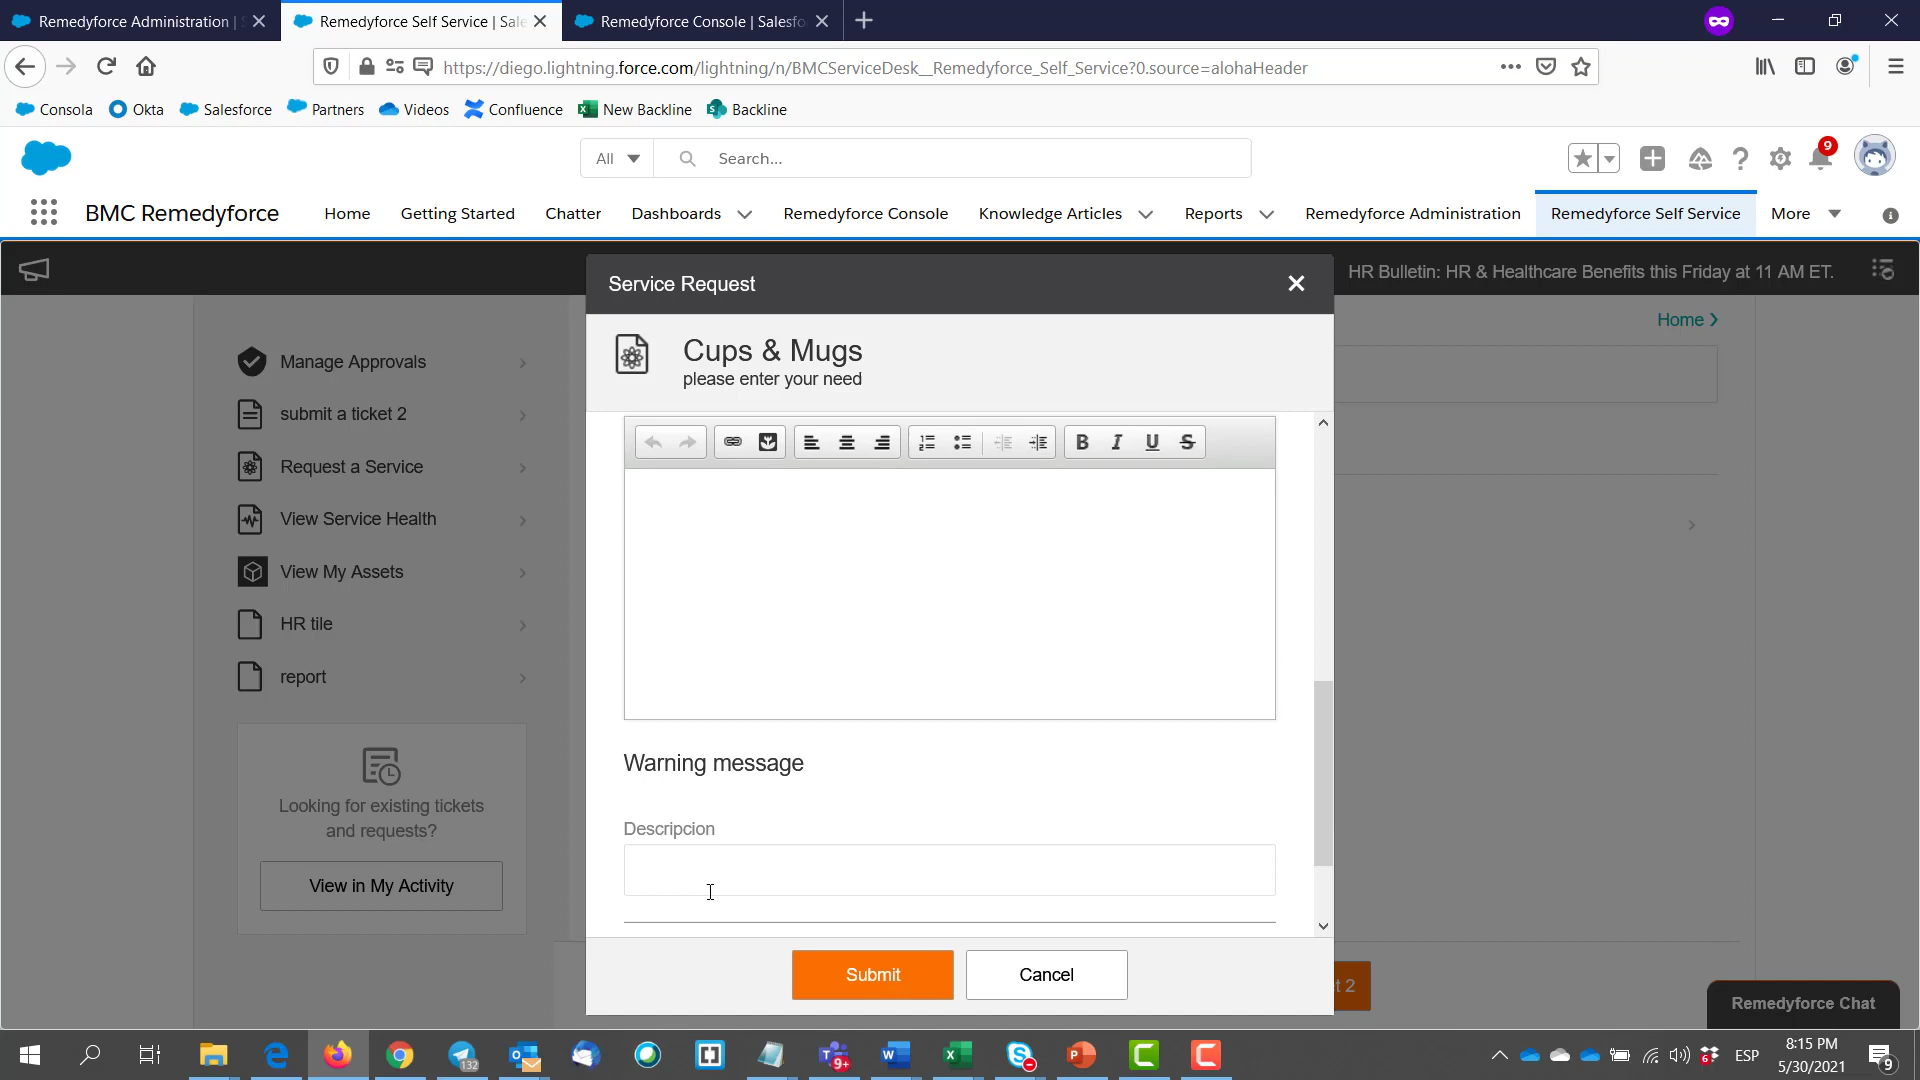 Remedyforce Administration | S
Remedyforce Self Service | Sale
Remedyforce Console | Salesfo
https://diego.lightning.force.com/lightning/n/BMCServiceDesk__Remedyforce_Self_Service?0.source=alohaHeader
Consola
Okta
Salesforce
Partners
Videos
Confluence
New Backline
Backline
All
Search...
9
BMC Remedyforce
Home
Getting Started
Chatter
Dashboards
Remedyforce Console
Knowledge Articles
Reports
Remedyforce Administration
Remedyforce Self Service
More
HR Bulletin: HR & Healthcare Benefits this Friday at 11 AM ET.
Home
Manage Approvals
submit a ticket 2
Request a Service
View Service Health
View My Assets
HR tile
report
Looking for existing tickets
and requests?
View in My Activity
Service Request
Cups & Mugs
please enter your need
B I U S
Warning message
Descripcion
Submit
Cancel
t 2
Remedyforce Chat
132
9+
6
ESP
8:15 PM
5/30/2021
9